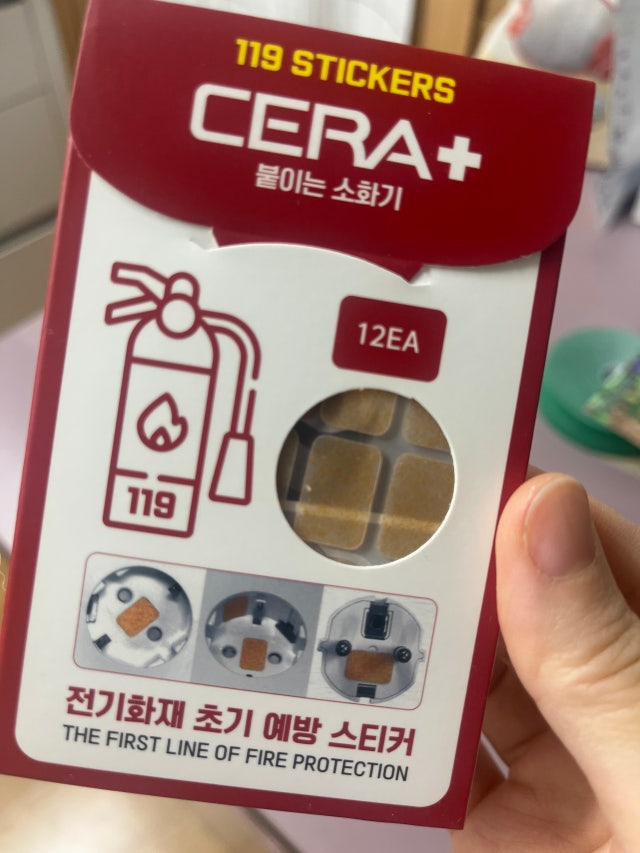 119 STICKERS
CERA+
붙이는 소화기
12EA
119
전기화재 초기 예방 스티커
THE FIRST LINE OF FIRE PROTECTION